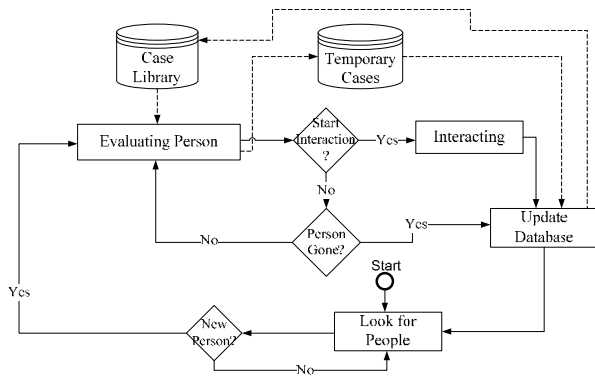 Case
Library
Temporary
Cases
Evaluating Person
Start
Interaction
?
Yes
Interacting
No
Person
Gone?
No
Yes
Update
Database
Start
Yes
New
Person?
Look for
People
No